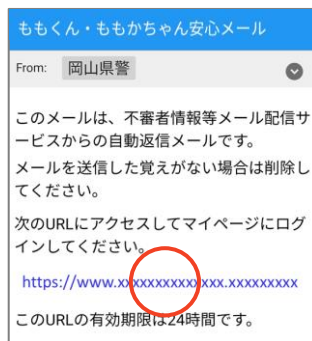 ももくん・ももかちゃん安心メール
From: 岡山県警
このメールは、不審者情報等メール配信サ
ービスからの自動返信メールです。
メールを送信した覚えがない場合は削除し
てください。
次のURLにアクセスしてマイページにログ
インしてください。
https://www.xxxxxxxxxxxxxx.xxxxxxxxx
このURLの有効期限は24時間です。